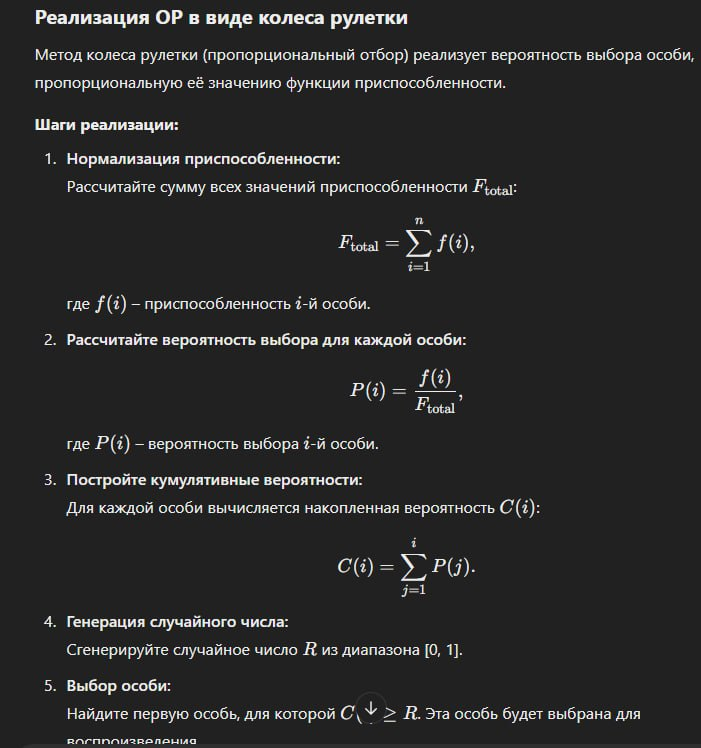 Реализация ОР в виде колеса рулетки
Метод колеса рулетки (пропорциональный отбор) реализует вероятность выбора особи,
пропорциональную её значению функции приспособленности.
Шаги реализации:
1. Нормализация приспособленности:
Рассчитайте сумму всех значений приспособленности F_total:
F_total = ∑_{i=1}^{n} f(i),
где f(i) – приспособленность i-й особи.
2. Рассчитайте вероятность выбора для каждой особи:
P(i) = f(i) / F_total,
где P(i) – вероятность выбора i-й особи.
3. Постройте кумулятивные вероятности:
Для каждой особи вычисляется накопленная вероятность C(i):
C(i) = ∑_{j=1}^{i} P(j).
4. Генерация случайного числа:
Сгенерируйте случайное число R из диапазона [0, 1].
5. Выбор особи:
Найдите первую особь, для которой C( ≥ R. Эта особь будет выбрана для
воспроизведения